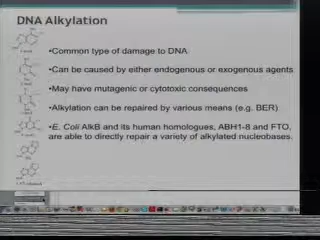 DNA Alkylation
•Common type of damage to DNA
•Can be caused by either endogenous or exogenous agents
•May have mutagenic or cytotoxic consequences
•Alkylation can be repaired by various means (e.g. BER)
•E. Coli AlkB and its human homologues, ABH1-8 and FTO,
are able to directly repair a variety of alkylated nucleobases.